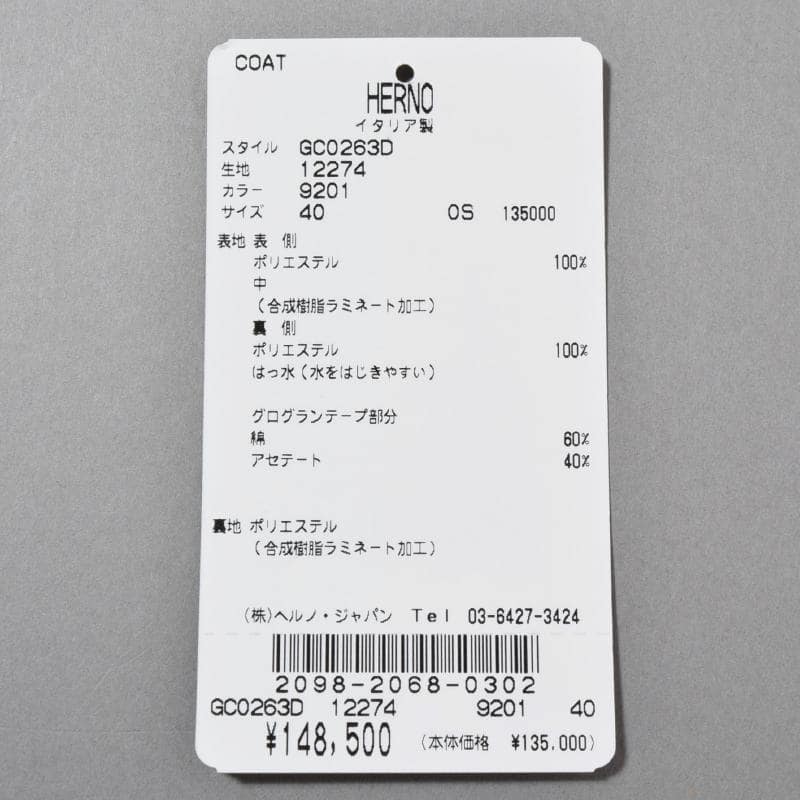 COAT
HERNO
イタリア製
スタイル GC0263D
生地 12274
カラー 9201
サイズ 40 OS 135000
表地 表 側
ポリエステル 100%
中
(合成樹脂ラミネート加工)
裏 側
ポリエステル 100%
はっ水(水をはじきやすい)
グログランテープ部分
綿 60%
アセテート 40%
裏地 ポリエステル
(合成樹脂ラミネート加工)
(株)ヘルノ・ジャパン Tel 03-6427-3424
2098-2068-0302
GC0263D 12274 9201 40
¥148,500 (本体価格 ¥135.000)